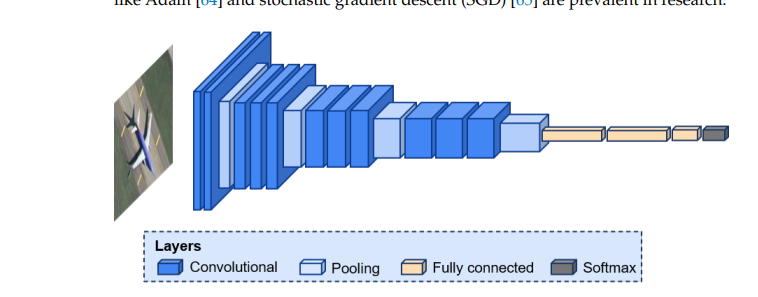 like Adam [64] and stochastic gradient descent (SGD) [65] are prevalent in research.
Layers
Convolutional Pooling Fully connected Softmax